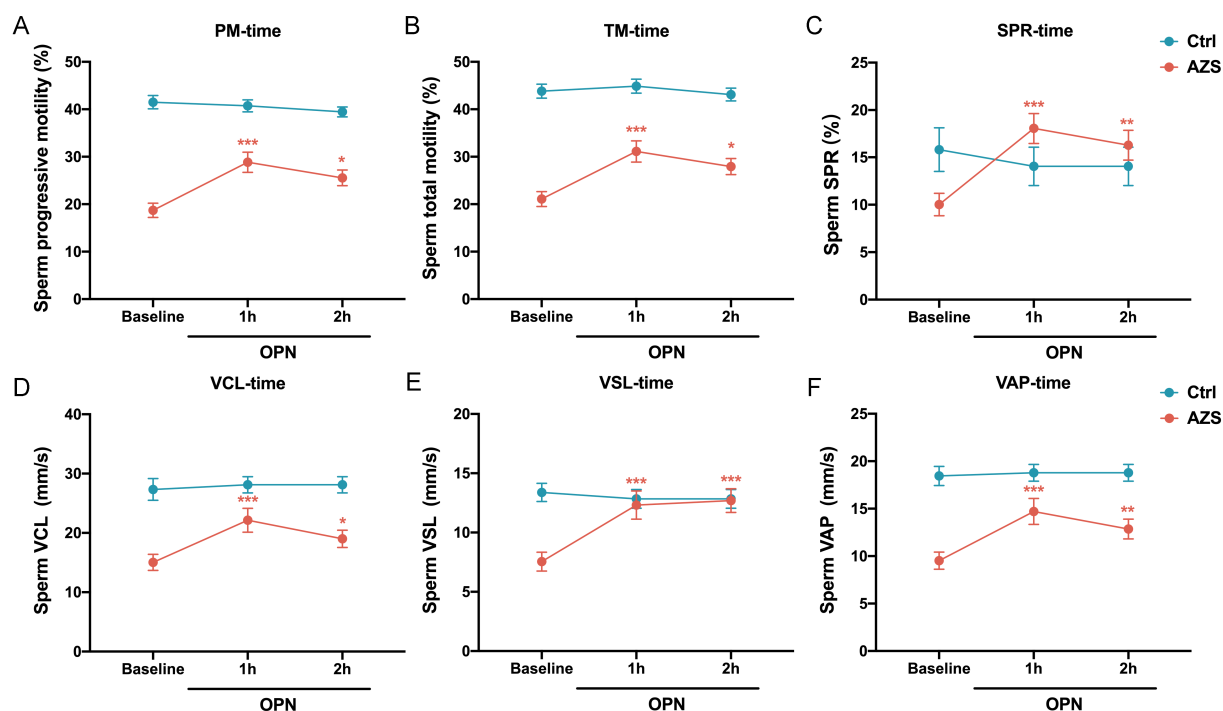 A
PM-time
Sperm progressive motility (%)
50
40
30
20
10
0
***
*
Baseline
1h
2h
OPN
B
TM-time
Sperm total motility (%)
50
40
30
20
10
0
***
*
Baseline
1h
2h
OPN
C
SPR-time
Sperm SPR (%)
25
20
15
10
5
0
***
**
Baseline
1h
2h
OPN
Ctrl
AZS
D
VCL-time
Sperm VCL (mm/s)
40
30
20
10
0
***
*
Baseline
1h
2h
OPN
E
VSL-time
Sperm VSL (mm/s)
20
15
10
5
0
***
***
Baseline
1h
2h
OPN
F
VAP-time
Sperm VAP (mm/s)
25
20
15
10
5
0
***
**
Baseline
1h
2h
OPN
Ctrl
AZS